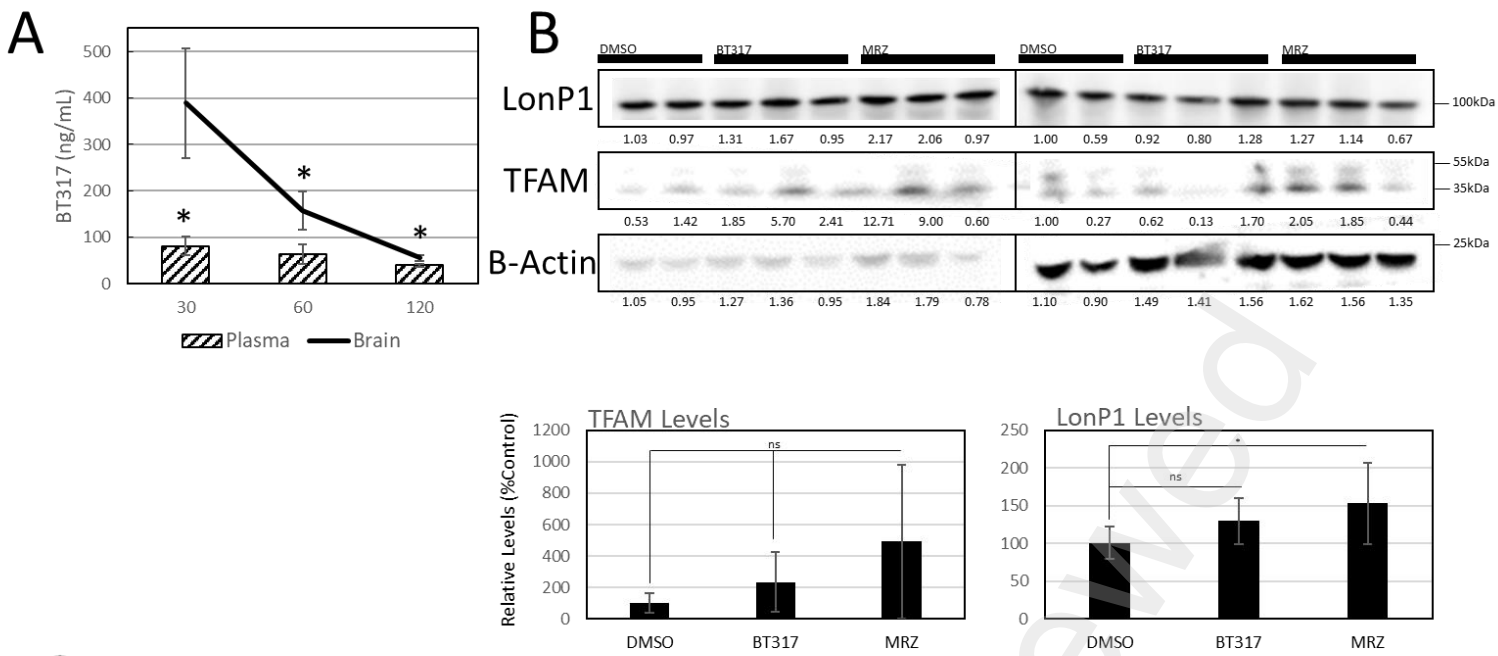 A
BT317 (ng/mL)
500
400
300
200
100
0
*
*
*
30 60 120
Plasma Brain
B
DMSO BT317 MRZ DMSO BT317 MRZ
LonP1
100kDa
1.03 0.97 1.31 1.67 0.95 2.17 2.06 0.97 1.00 0.59 0.92 0.80 1.28 1.27 1.14 0.67
TFAM
55kDa
35kDa
0.53 1.42 1.85 5.70 2.41 12.71 9.00 0.60 1.00 0.27 0.62 0.13 1.70 2.05 1.85 0.44
B-Actin
25kDa
1.05 0.95 1.27 1.36 0.95 1.84 1.79 0.78 1.10 0.90 1.49 1.41 1.56 1.62 1.56 1.35
TFAM Levels
Relative Levels (%Control)
1200
1000
800
600
400
200
0
ns
DMSO BT317 MRZ
LonP1 Levels
250
200
150
100
50
0
*
ns
DMSO BT317 MRZ
ewed